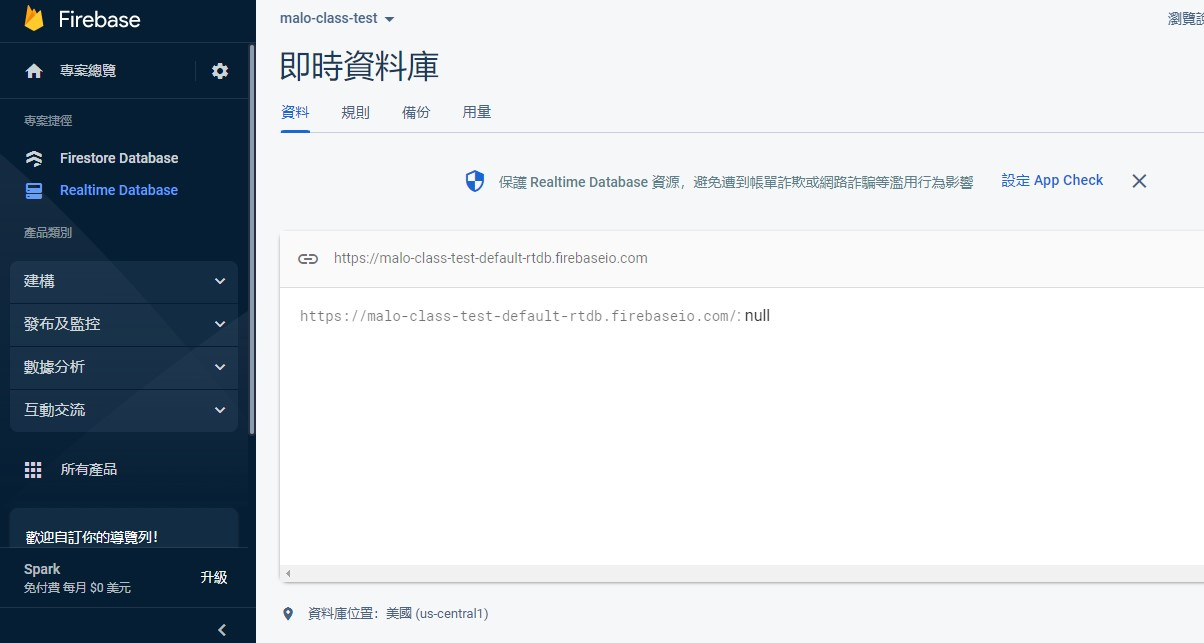 Firebase
專案總覽
專案捷徑
Firestore Database
Realtime Database
產品類別
建構
發布及監控
數據分析
互動交流
所有產品
歡迎自訂你的導覽列!
Spark
免付費 每月 $0 美元
升級
malo-class-test
瀏覽說
即時資料庫
資料 規則 備份 用量
保護 Realtime Database 資源，避免遭到帳單詐欺或網路詐騙等濫用行為影響 設定 App Check
https://malo-class-test-default-rtdb.firebaseio.com
https://malo-class-test-default-rtdb.firebaseio.com/: null
資料庫位置：美國 (us-central1)